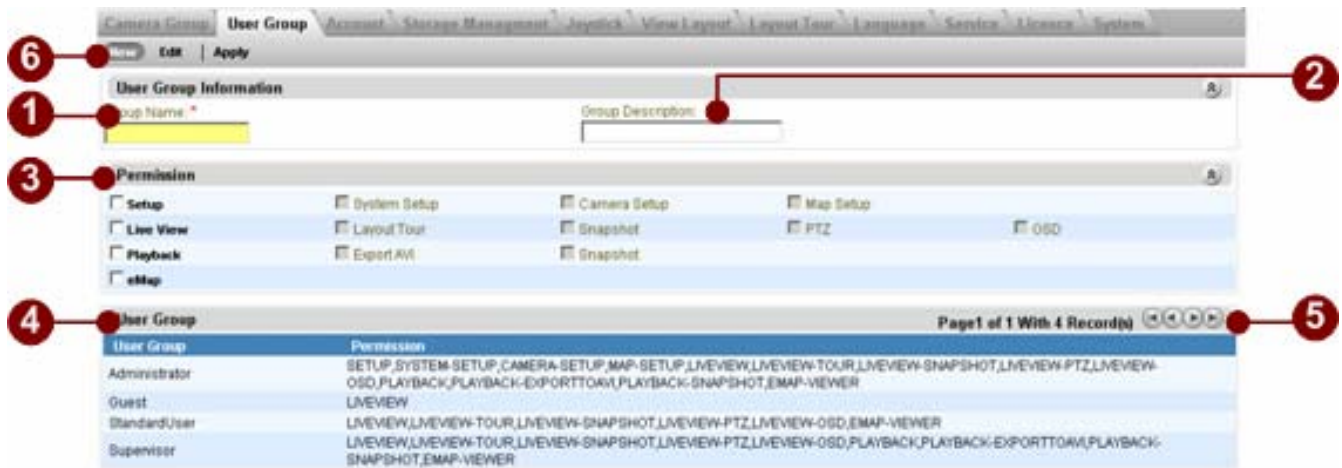 Camera Group User Group Account Storage Management Joystick View Layout Layout Tour Language Service Licence System
6 New Edit | Apply
User Group Information 2
1 Group Name: * Group Description:
3 Permission
Setup System Setup Camera Setup Map Setup
Live View Layout Tour Snapshot PTZ OSD
Playback Export AVI Snapshot
eMap
4 User Group Page1 of 1 With 4 Record(s) 5
User Group Permission
Administrator SETUP,SYSTEM-SETUP,CAMERA-SETUP,MAP-SETUP,LIVEVIEW,LIVEVIEW-TOUR,LIVEVIEW-SNAPSHOT,LIVEVIEW-PTZ,LIVEVIEW-
OSD,PLAYBACK,PLAYBACK-EXPORTTOAVI,PLAYBACK-SNAPSHOT,EMAP-VIEWER
Guest LIVEVIEW
StandardUser LIVEVIEW,LIVEVIEW-TOUR,LIVEVIEW-SNAPSHOT,LIVEVIEW-PTZ,LIVEVIEW-OSD,EMAP-VIEWER
Supervisor LIVEVIEW,LIVEVIEW-TOUR,LIVEVIEW-SNAPSHOT,LIVEVIEW-PTZ,LIVEVIEW-OSD,PLAYBACK,PLAYBACK-EXPORTTOAVI,PLAYBACK-
SNAPSHOT,EMAP-VIEWER